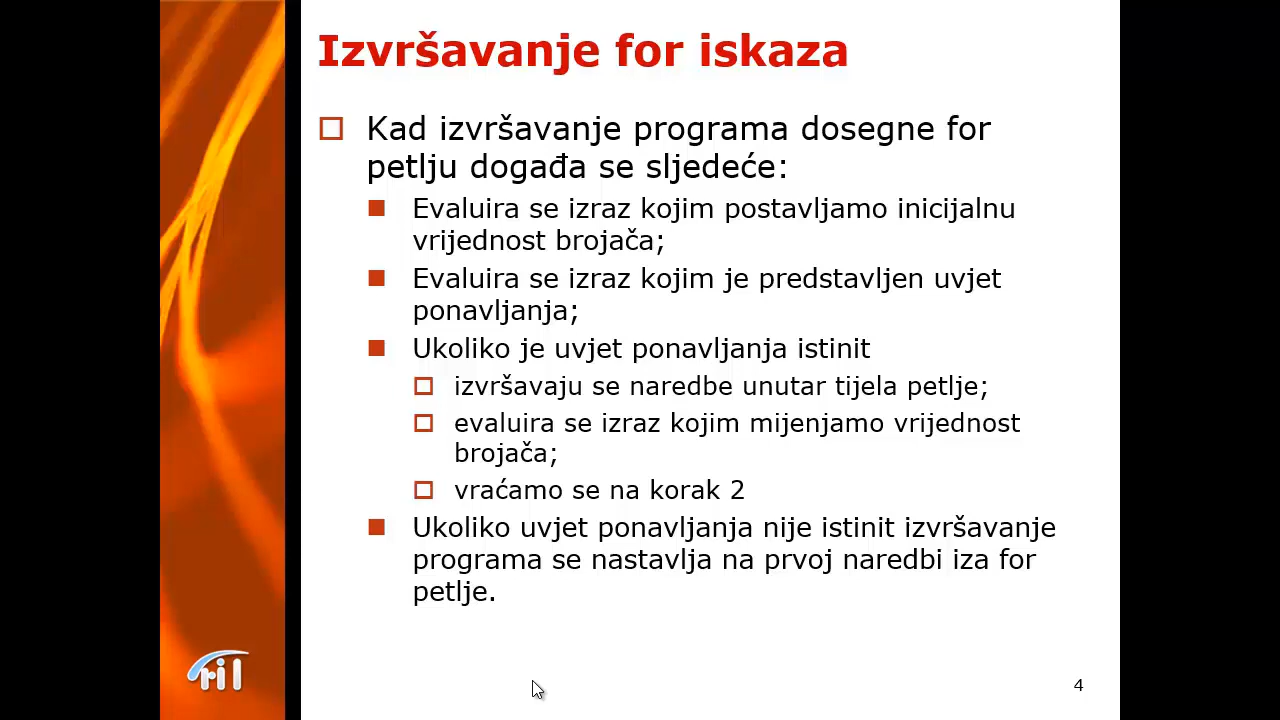 Izvršavanje for iskaza
Kad izvršavanje programa dosegne for
petlju događa se sljedeće:
Evaluira se izraz kojim postavljamo inicijalnu
vrijednost brojača;
Evaluira se izraz kojim je predstavljen uvjet
ponavljanja;
Ukoliko je uvjet ponavljanja istinit
izvršavaju se naredbe unutar tijela petlje;
evaluira se izraz kojim mijenjamo vrijednost
brojača;
vraćamo se na korak 2
Ukoliko uvjet ponavljanja nije istinit izvršavanje
programa se nastavlja na prvoj naredbi iza for
petlje.
ril
4